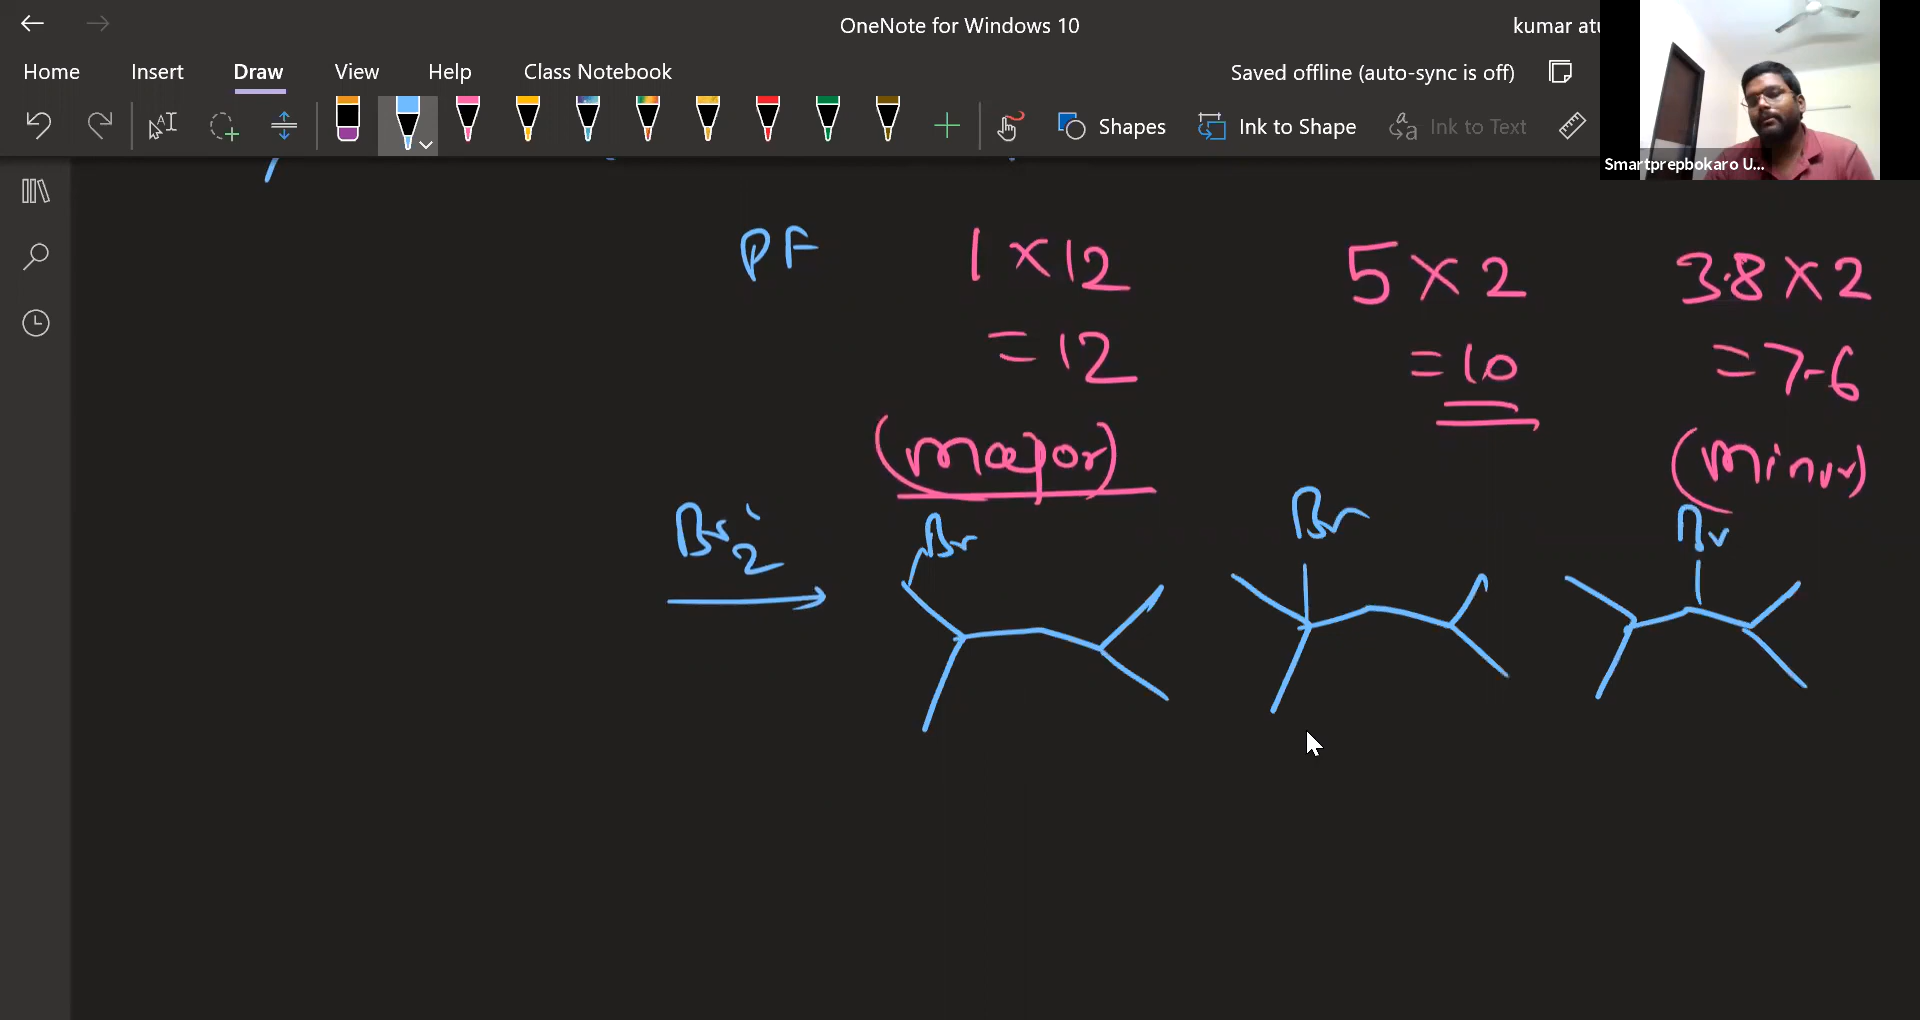 OneNote for Windows 10
kumar atu
Home Insert Draw View Help Class Notebook
Saved offline (auto-sync is off)
Shapes Ink to Shape Ink to Text
Smartprepbokaro U...
PF 1 × 12 5 × 2 3.8 × 2
= 12 = 10 = 7.6
(major) (minor)
Br2 Br Br Br